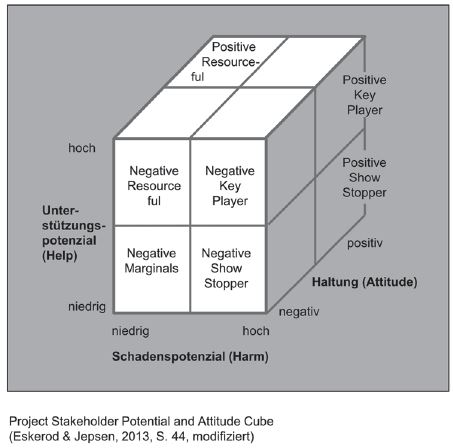 Positive
Resource-
ful
Positive
Key
Player
hoch
Negative
Resource
ful
Negative
Key
Player
Positive
Show
Stopper
Unter-
stützungs-
potenzial
(Help)
Negative
Marginals
Negative
Show
Stopper
positiv
Haltung (Attitude)
niedrig
negativ
niedrig
hoch
Schadenspotenzial (Harm)
Project Stakeholder Potential and Attitude Cube
(Eskerod & Jepsen, 2013, S. 44, modifiziert)